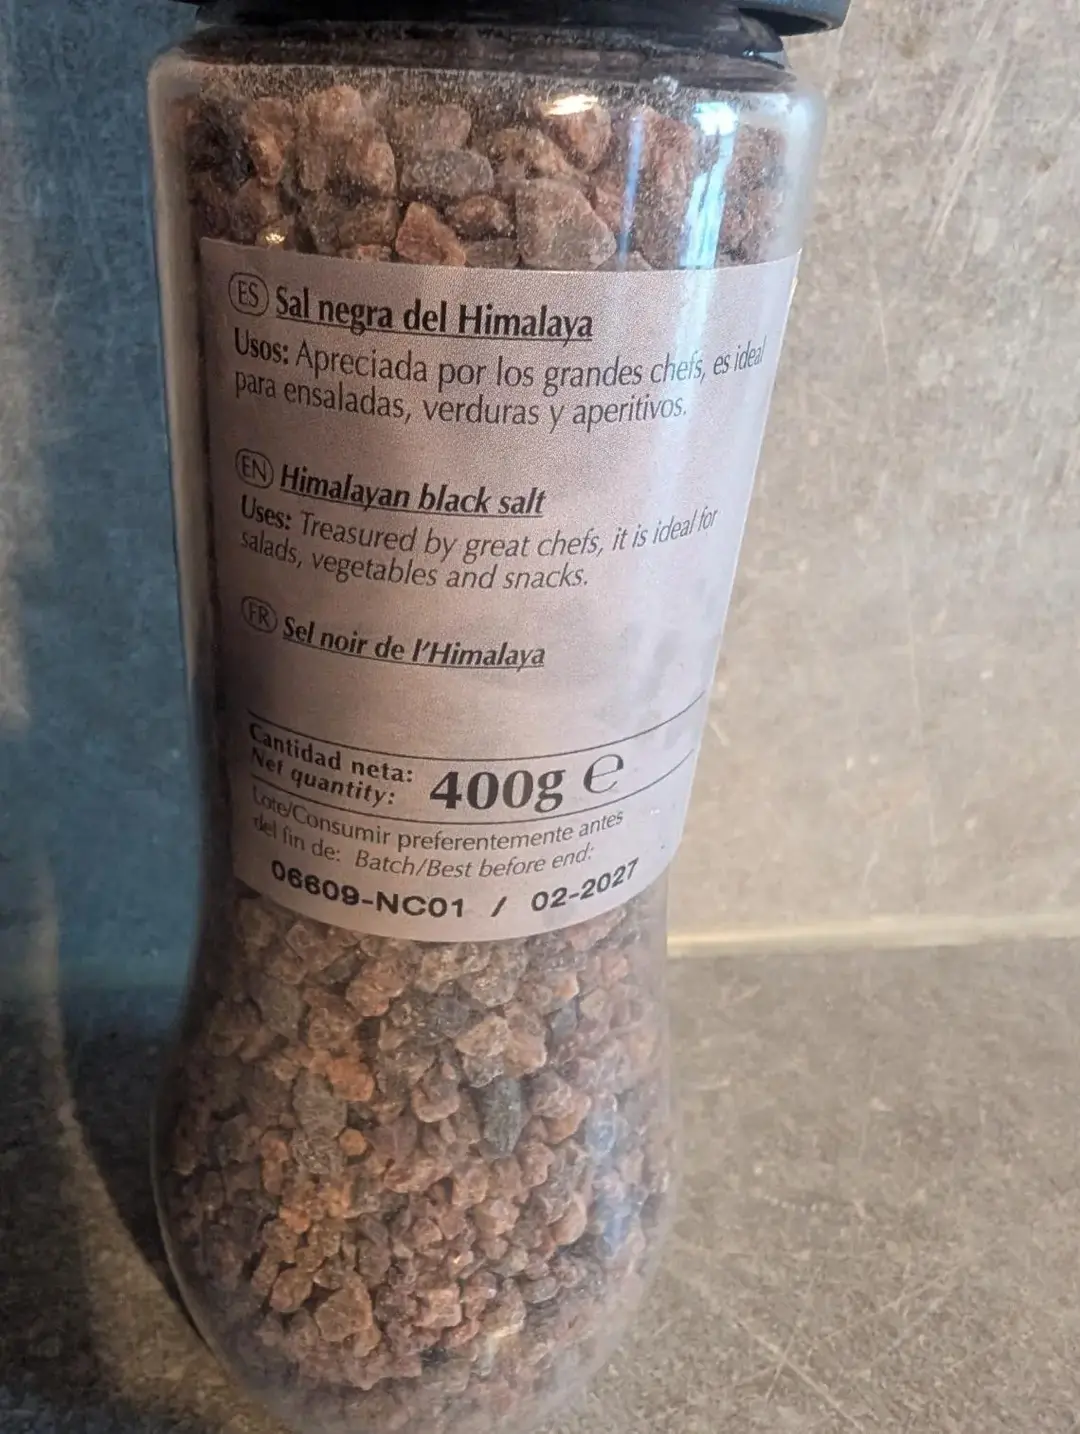 ES Sal negra del Himalaya
Usos: Apreciada por los grandes chefs, es ideal
para ensaladas, verduras y aperitivos.
EN Himalayan black salt
Uses: Treasured by great chefs, it is ideal for
salads, vegetables and snacks.
FR Sel noir de l'Himalaya
Cantidad neta:
Net quantity:
400g ℮
Lote/Consumir preferentemente antes
del fin de: Batch/Best before end:
06609-NC01 / 02-2027